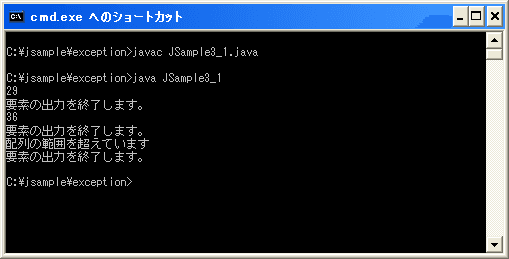 cmd.exe へのショートカット
C:¥jsample¥exception>javac JSample3_1.java
C:¥jsample¥exception>java JSample3_1
29
要素の出力を終了します。
36
要素の出力を終了します。
配列の範囲を超えています
要素の出力を終了します。
C:¥jsample¥exception>